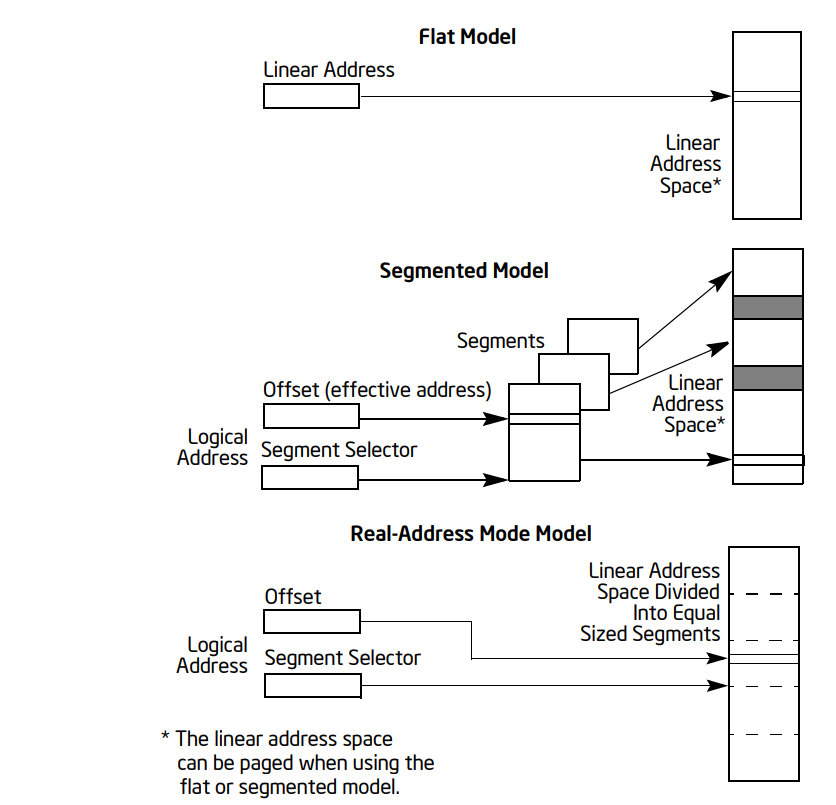 Flat Model
Linear Address
Linear
Address
Space*
Segmented Model
Segments
Offset (effective address)
Linear
Address
Space*
Logical
Address
Segment Selector
Real-Address Mode Model
Linear Address
Space Divided
Into Equal
Sized Segments
Offset
Logical
Address
Segment Selector
* The linear address space
can be paged when using the
flat or segmented model.